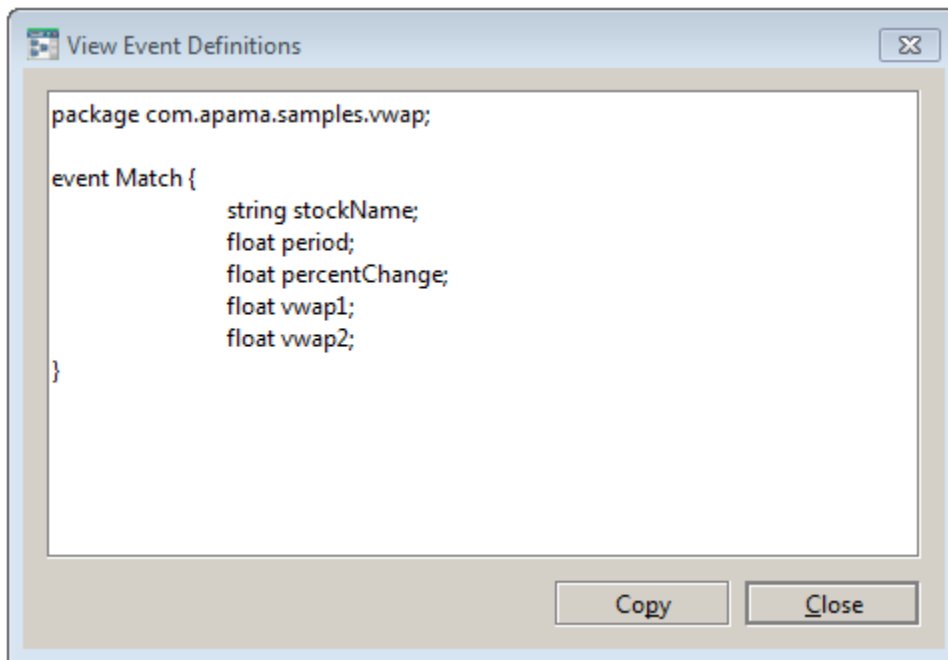 View Event Definitions
package com.apama.samples.vwap;
event Match {
string stockName;
float period;
float percentChange;
float vwap1;
float vwap2;
}
Copy
Close